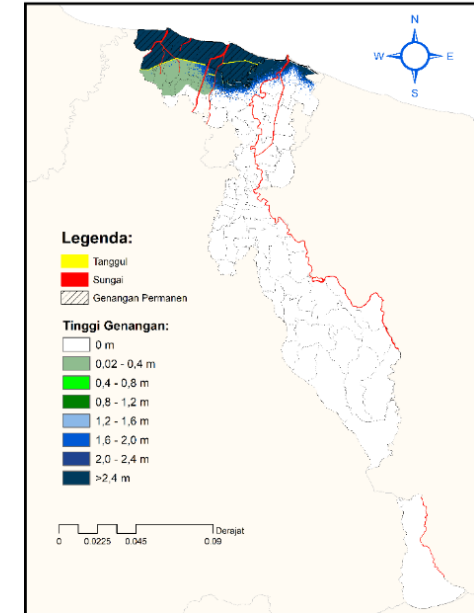 N
W E
S
Legenda:
Tanggul
Sungai
Genangan Permanen
Tinggi Genangan:
0 m
0,02 - 0,4 m
0,4 - 0,8 m
0,8 - 1,2 m
1,2 - 1,6 m
1,6 - 2,0 m
2,0 - 2,4 m
>2,4 m
Derajat
0 0.0225 0.045 0.09